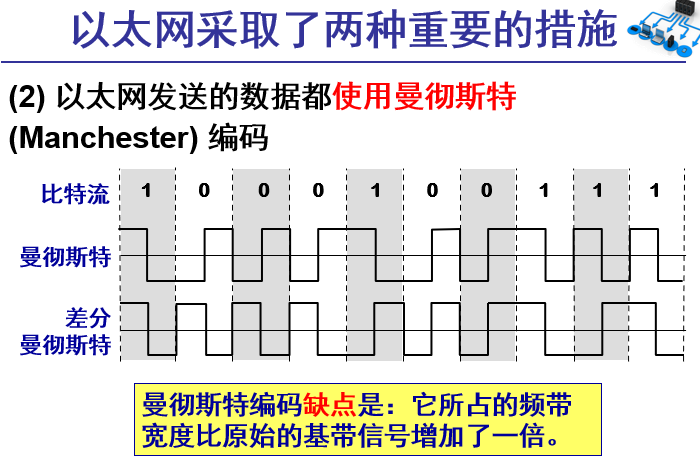 以太网采取了两种重要的措施
(2) 以太网发送的数据都使用曼彻斯特
(Manchester) 编码
比特流 1 0 0 0 1 0 0 1 1 1
曼彻斯特
差分
曼彻斯特
曼彻斯特编码缺点是：它所占的频带
宽度比原始的基带信号增加了一倍。